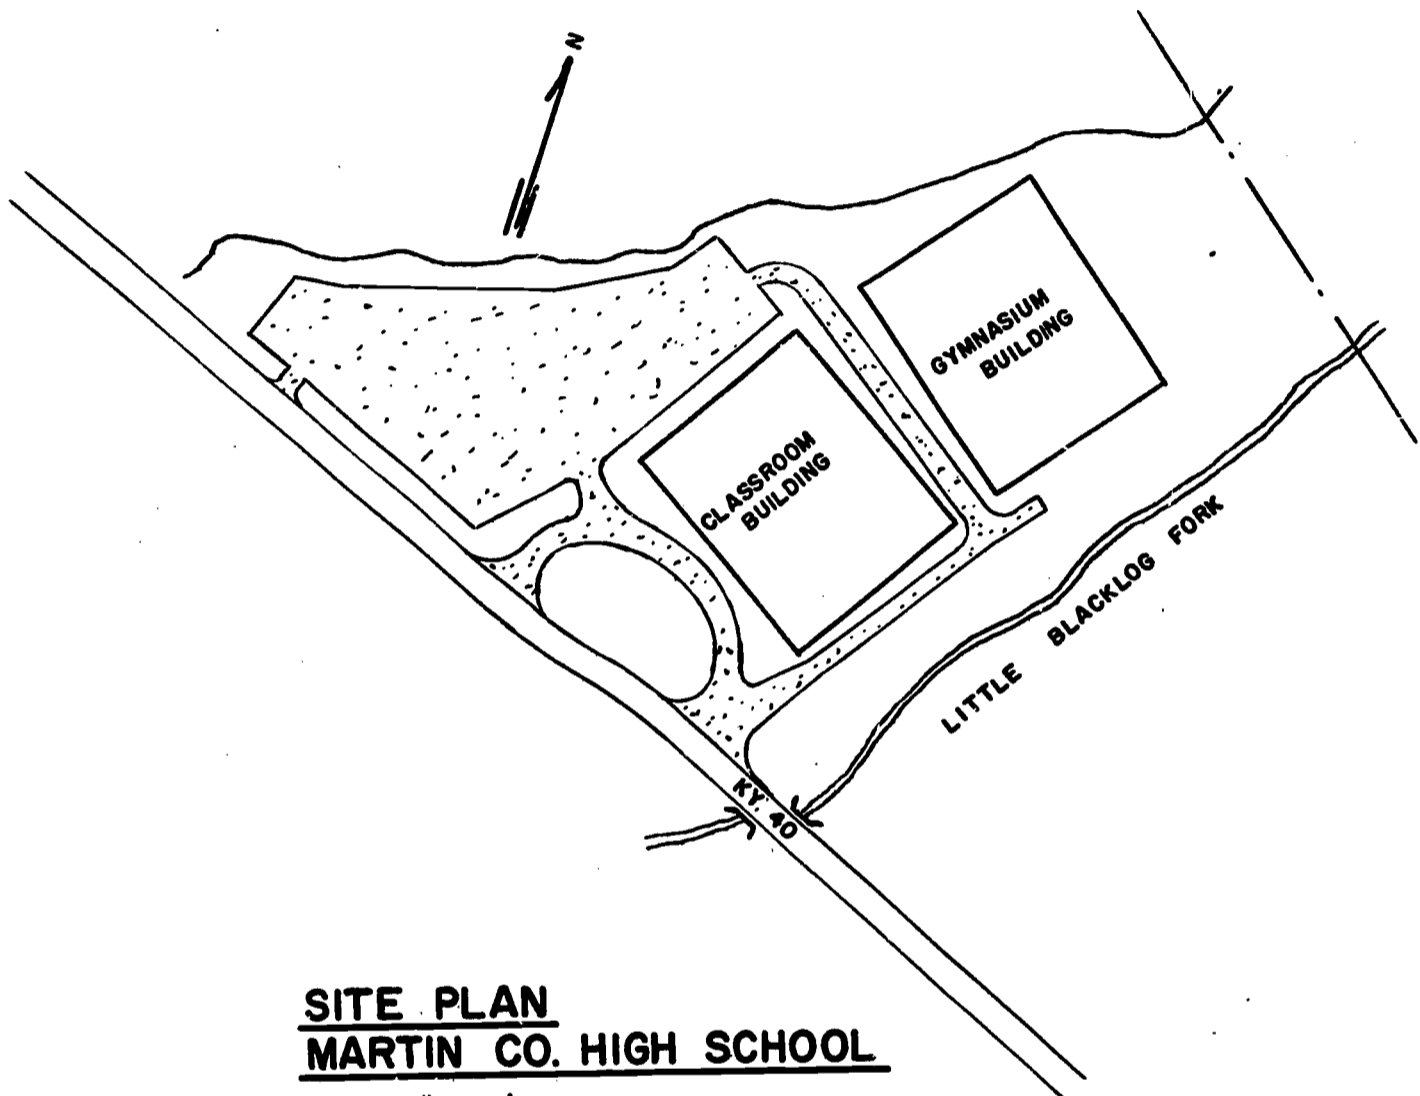 N
GYMNASIUM
BUILDING
CLASSROOM
BUILDING
LITTLE BLACKLOG FORK
KY. 40
SITE PLAN
MARTIN CO. HIGH SCHOOL